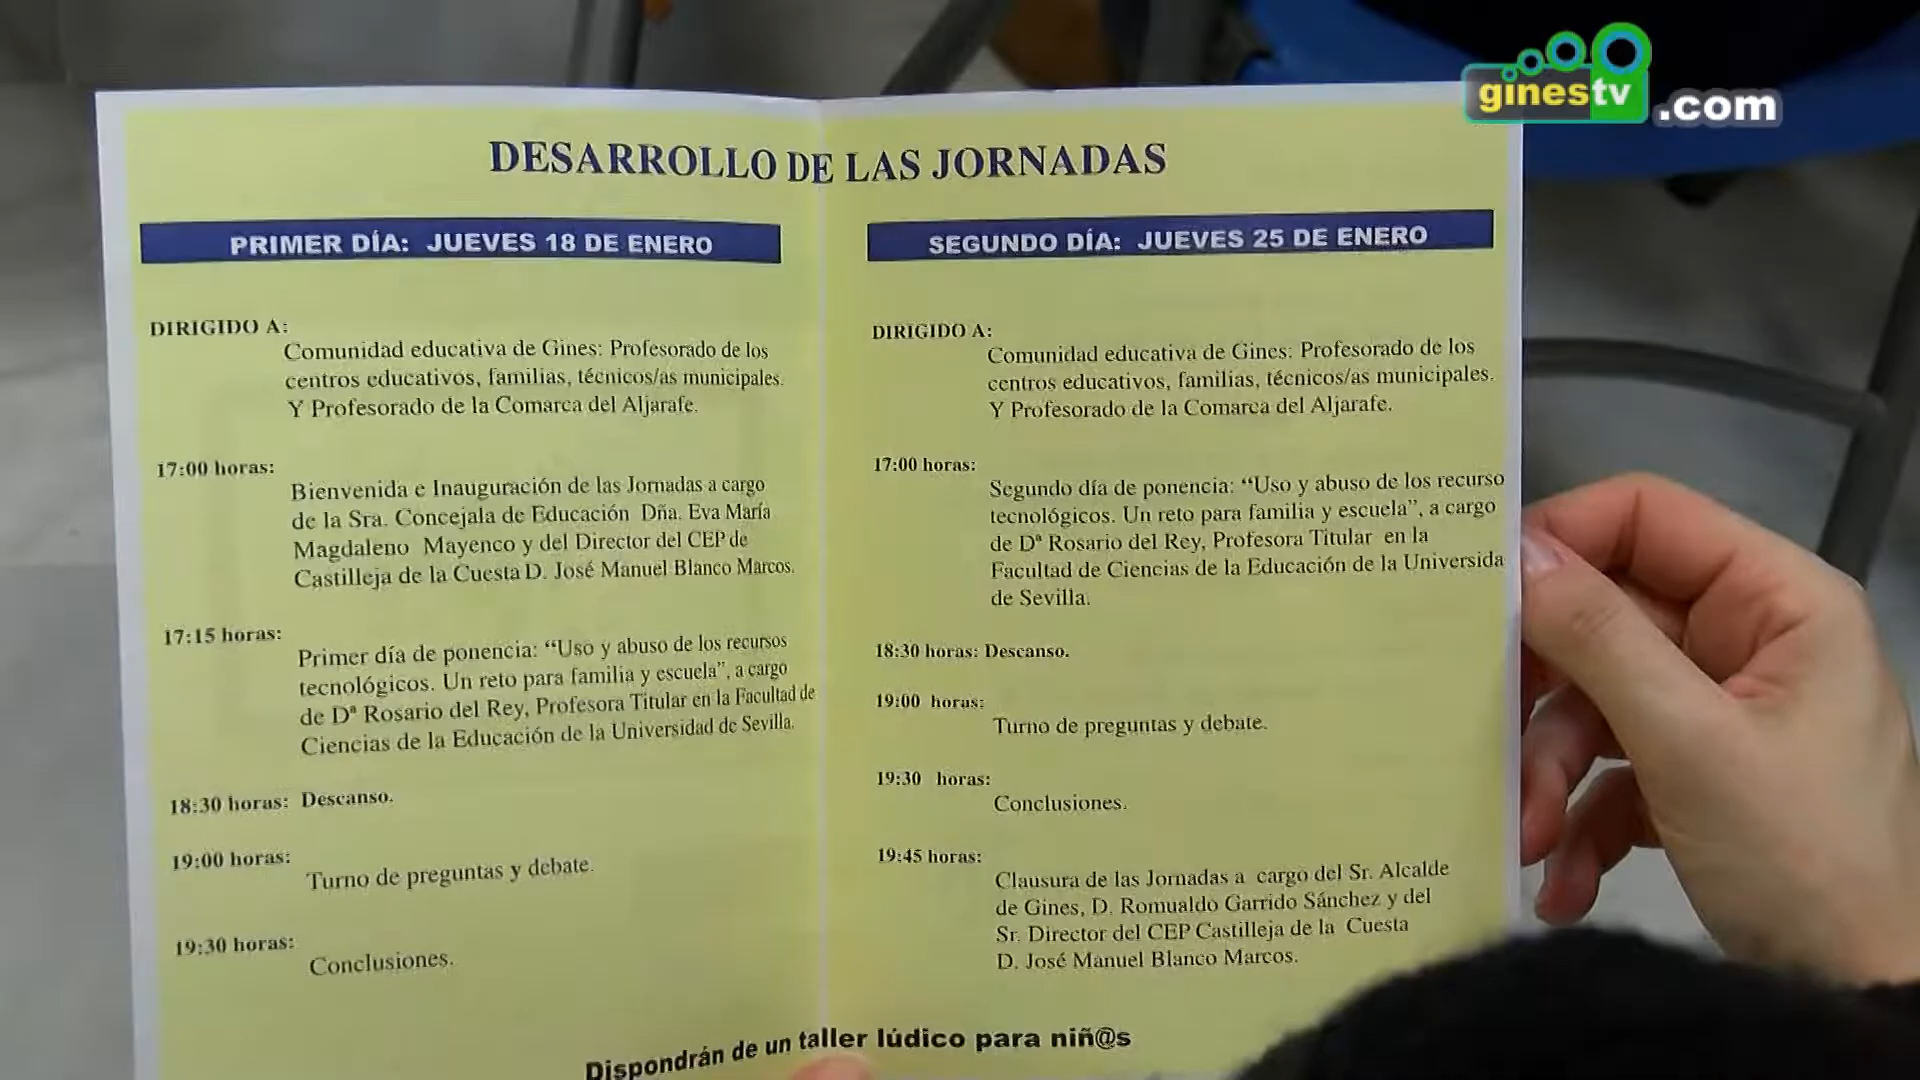 ginestv.com
DESARROLLO DE LAS JORNADAS
PRIMER DÍA: JUEVES 18 DE ENERO
DIRIGIDO A:
Comunidad educativa de Gines: Profesorado de los
centros educativos, familias, técnicos/as municipales.
Y Profesorado de la Comarca del Aljarafe.
17:00 horas:
Bienvenida e Inauguración de las Jornadas a cargo
de la Sra. Concejala de Educación Dña. Eva María
Magdaleno Mayenco y del Director del CEP de
Castilleja de la Cuesta D. José Manuel Blanco Marcos.
17:15 horas:
Primer día de ponencia: “Uso y abuso de los recursos
tecnológicos. Un reto para familia y escuela”, a cargo
de Dª Rosario del Rey, Profesora Titular en la Facultad de
Ciencias de la Educación de la Universidad de Sevilla.
18:30 horas: Descanso.
19:00 horas:
Turno de preguntas y debate.
19:30 horas:
Conclusiones.
SEGUNDO DÍA: JUEVES 25 DE ENERO
DIRIGIDO A:
Comunidad educativa de Gines: Profesorado de los
centros educativos, familias, técnicos/as municipales.
Y Profesorado de la Comarca del Aljarafe.
17:00 horas:
Segundo día de ponencia: “Uso y abuso de los recurso
tecnológicos. Un reto para familia y escuela”, a cargo
de Dª Rosario del Rey, Profesora Titular en la
Facultad de Ciencias de la Educación de la Universida
de Sevilla.
18:30 horas: Descanso.
19:00 horas:
Turno de preguntas y debate.
19:30 horas:
Conclusiones.
19:45 horas:
Clausura de las Jornadas a cargo del Sr. Alcalde
de Gines, D. Romualdo Garrido Sánchez y del
Sr. Director del CEP Castilleja de la Cuesta
D. José Manuel Blanco Marcos.
Dispondrán de un taller lúdico para niñ@s